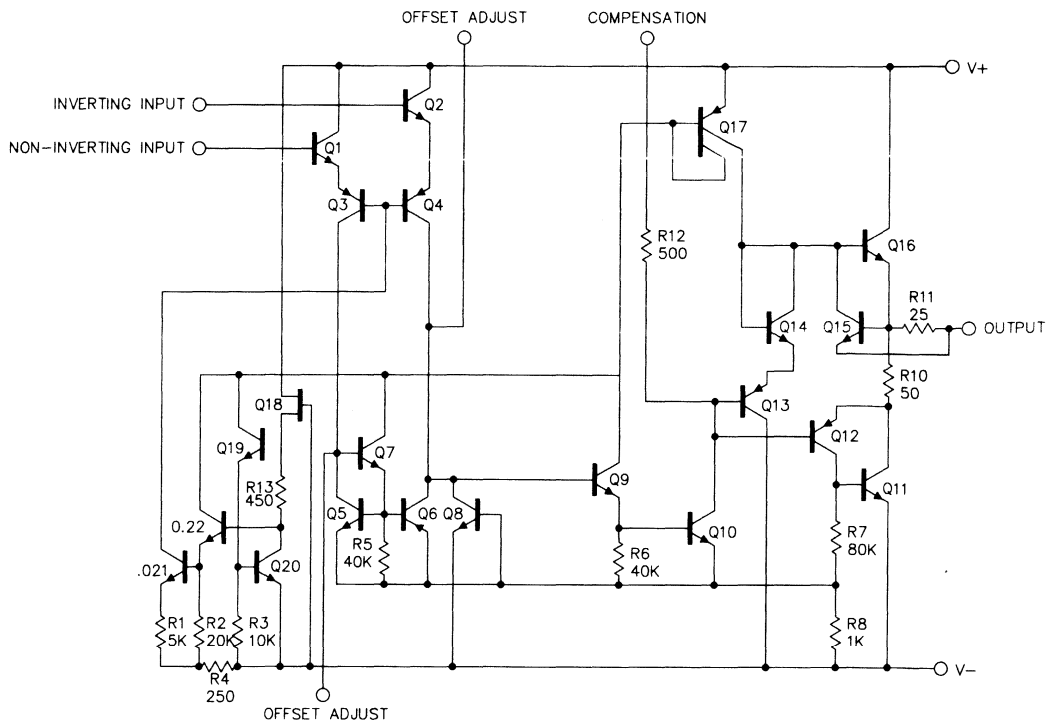 OFFSET ADJUST
COMPENSATION
V+
INVERTING INPUT
Q2
Q17
NON-INVERTING INPUT
Q1
Q3
Q4
R12
500
Q16
R11
25
Q14
Q15
OUTPUT
R10
50
Q18
Q13
Q19
Q7
Q12
R13
450
Q9
Q11
Q5
Q6
Q8
0.22
R5
40K
Q10
R7
80K
.021
Q20
R6
40K
R1
5K
R2
20K
R3
10K
R8
1K
R4
250
V-
OFFSET ADJUST